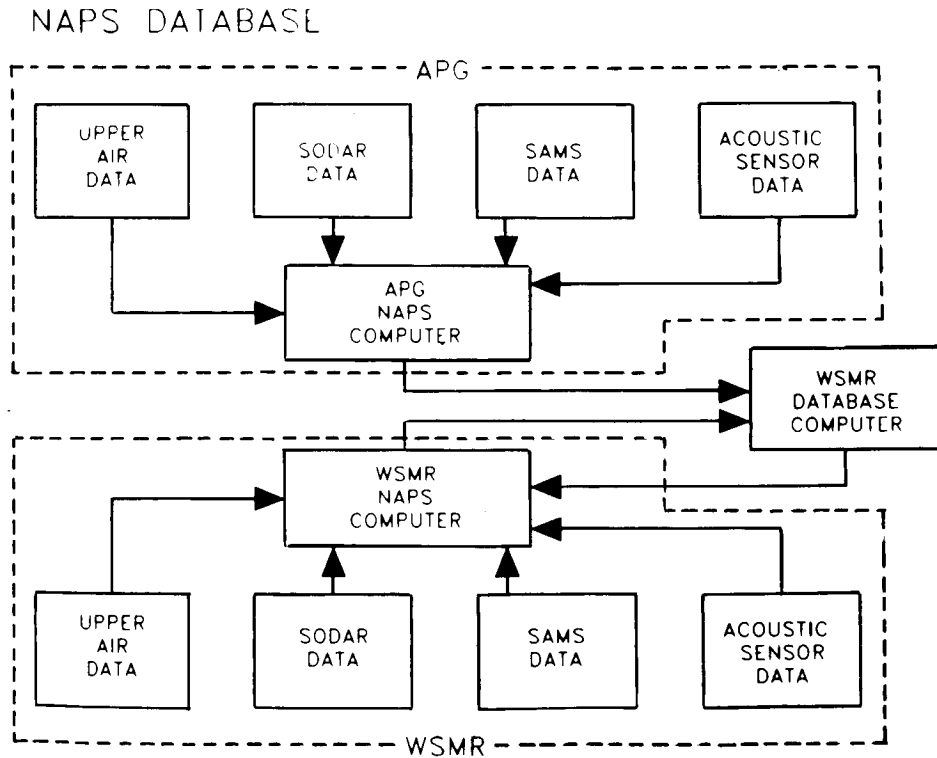 NAPS DATABASE
APG
UPPER
AIR
DATA
SODAR
DATA
SAMS
DATA
ACOUSTIC
SENSOR
DATA
APG
NAPS
COMPUTER
WSMR
DATABASE
COMPUTER
WSMR
NAPS
COMPUTER
UPPER
AIR
DATA
SODAR
DATA
SAMS
DATA
ACOUSTIC
SENSOR
DATA
WSMR